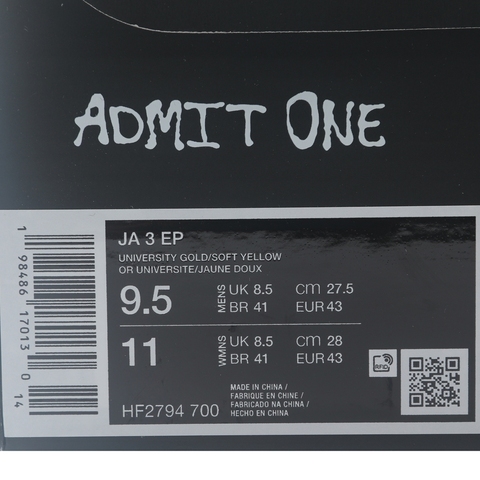 ADMIT ONE
JA 3 EP
UNIVERSITY GOLD/SOFT YELLOW
OR UNIVERSITE/JAUNE DOUX
9.5 MENS UK 8.5 cm 27.5
BR 41 EUR 43
11 WMNS UK 8.5 cm 28
BR 41 EUR 43
RFID
HF2794 700
MADE IN CHINA /
FABRIQUE EN CHINE /
FABRICADO NA CHINA /
HECHO EN CHINA
1 98486 17013 0 14